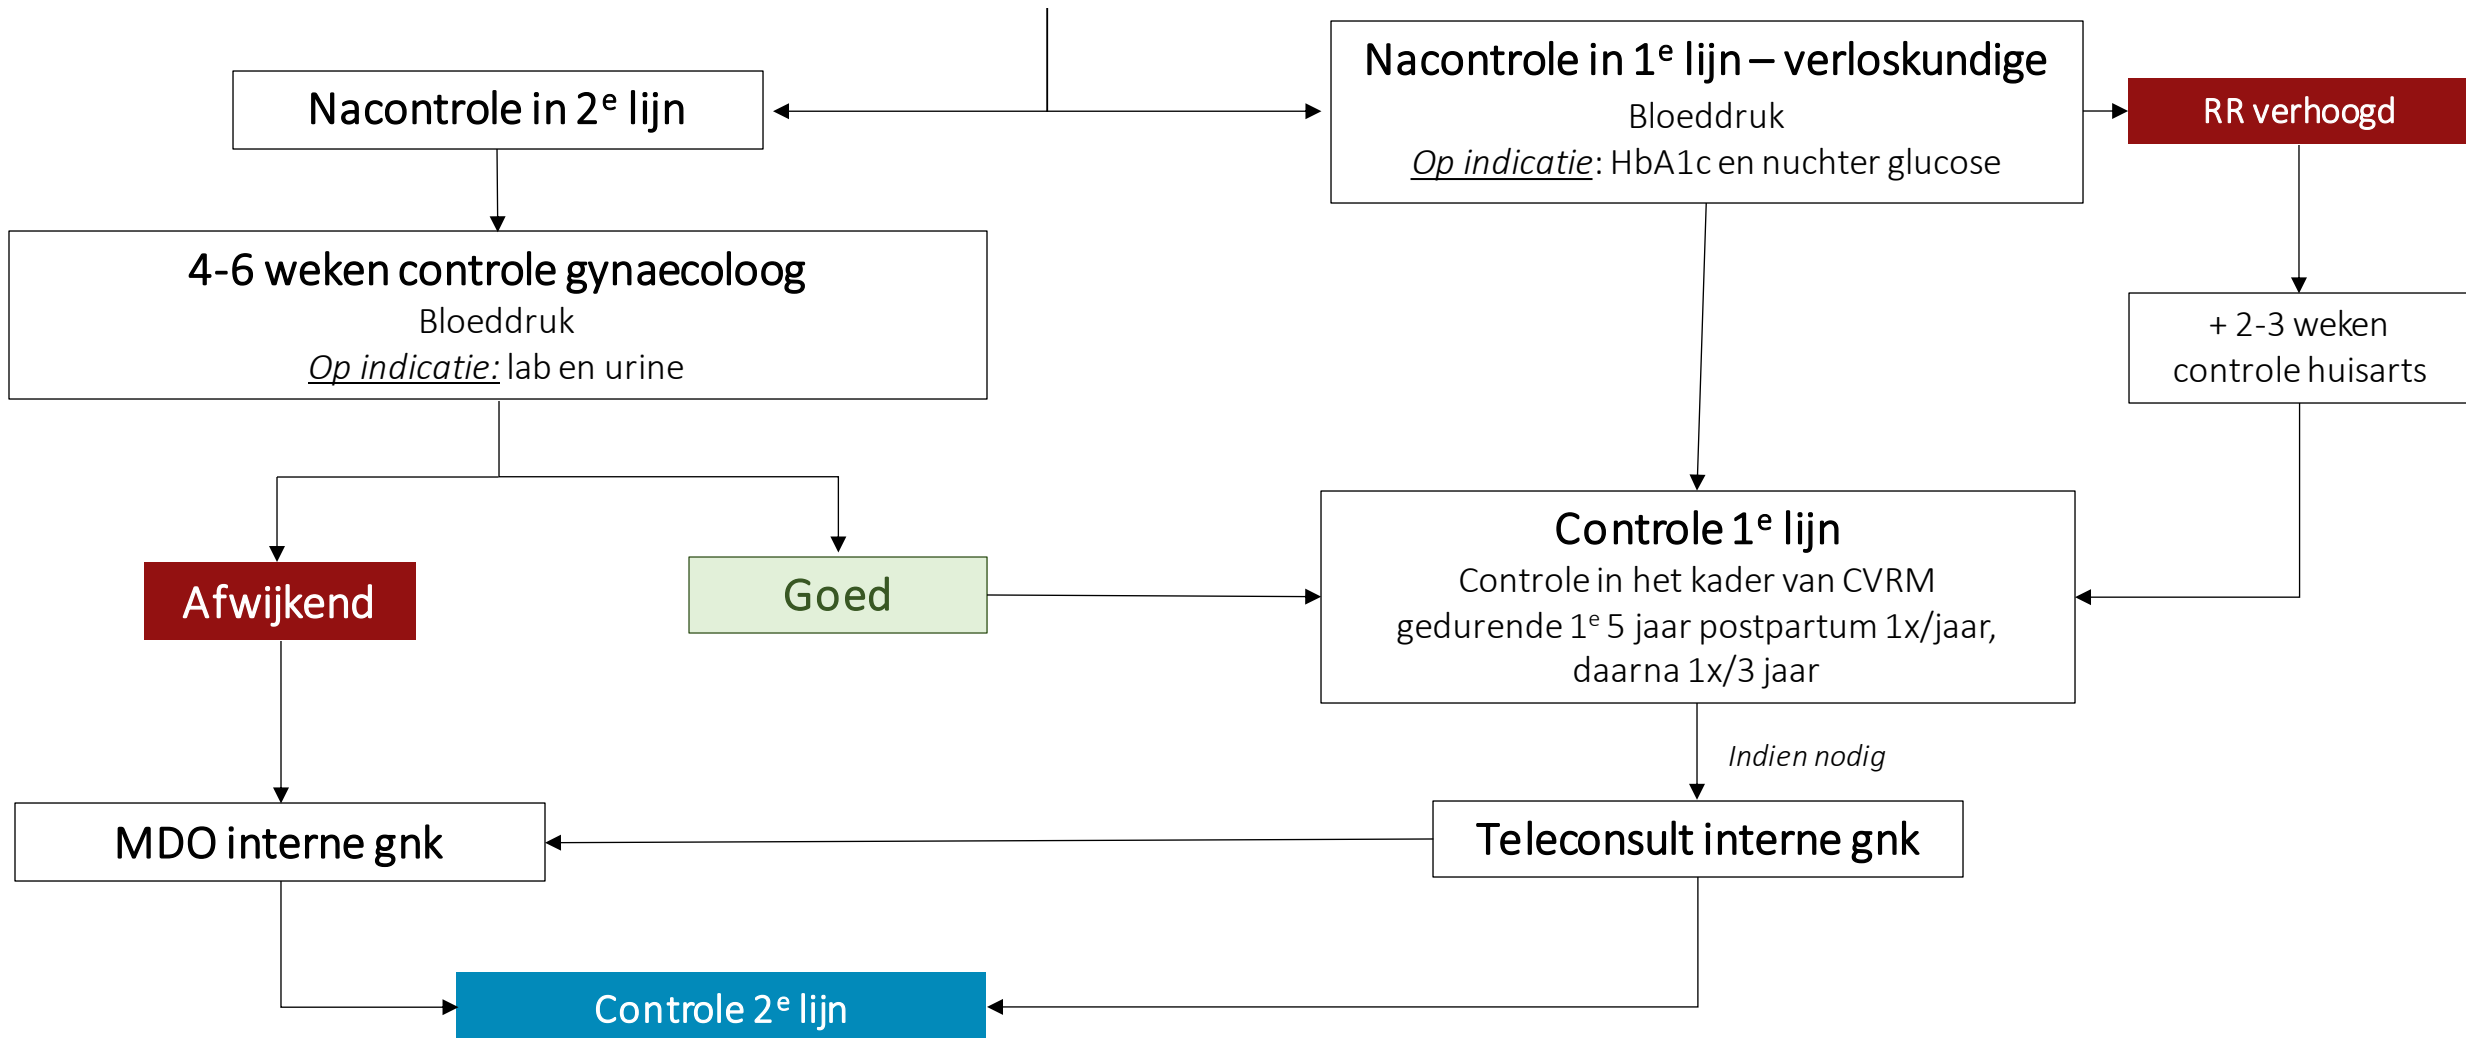 Nacontrole in 2e lijn
Nacontrole in 1e lijn – verloskundige
Bloeddruk
Op indicatie: HbA1c en nuchter glucose
RR verhoogd
4-6 weken controle gynaecoloog
Bloeddruk
Op indicatie: lab en urine
+ 2-3 weken
controle huisarts
Afwijkend
Goed
Controle 1e lijn
Controle in het kader van CVRM
gedurende 1e 5 jaar postpartum 1x/jaar,
daarna 1x/3 jaar
Indien nodig
MDO interne gnk
Teleconsult interne gnk
Controle 2e lijn